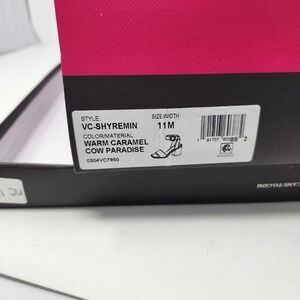 STYLE: SIZE-WIDTH
VC-SHYREMIN 11M
COLOR/MATERIAL
WARM CARAMEL
COW PARADISE
0304VC7950